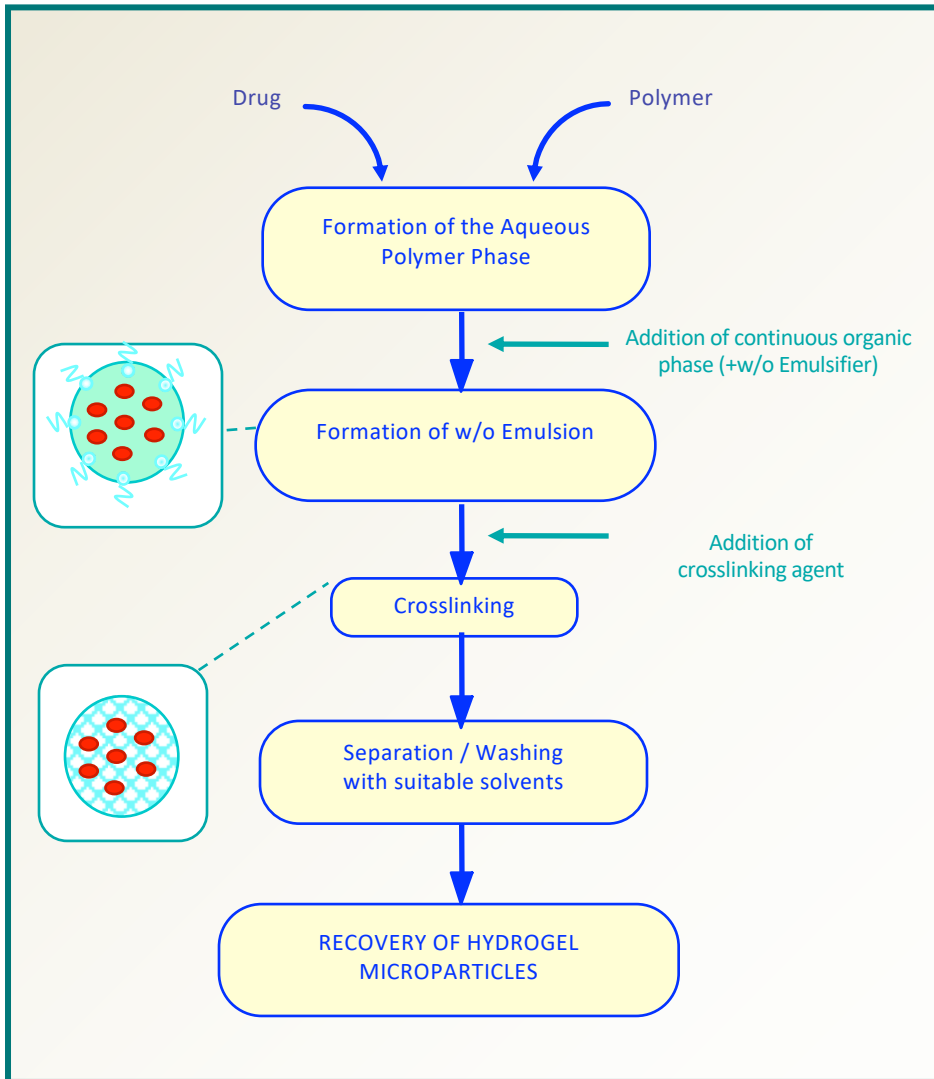 Drug
Polymer
Formation of the Aqueous
Polymer Phase
Addition of continuous organic
phase (+w/o Emulsifier)
Formation of w/o Emulsion
Addition of
crosslinking agent
Crosslinking
Separation / Washing
with suitable solvents
RECOVERY OF HYDROGEL
MICROPARTICLES